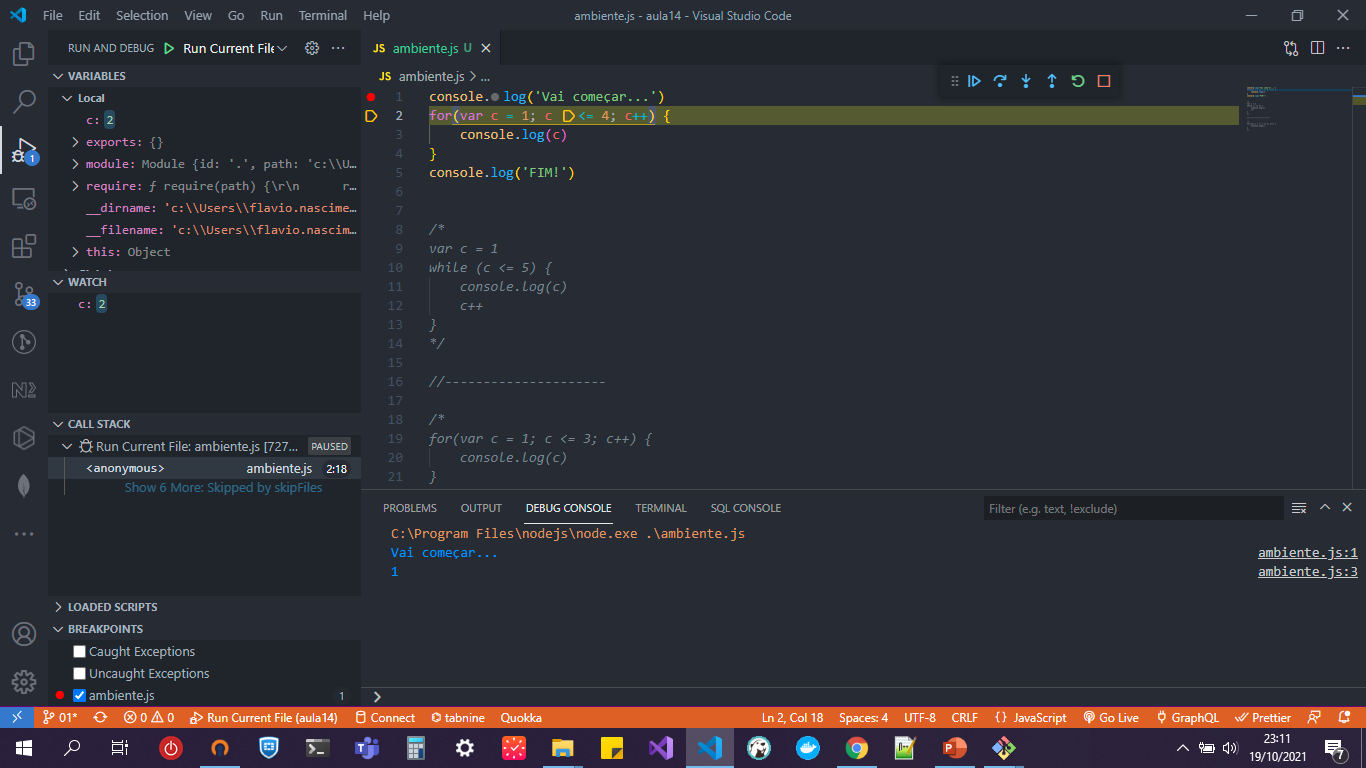 File Edit Selection View Go Run Terminal Help
ambiente.js - aula14 - Visual Studio Code
RUN AND DEBUG Run Current File
VARIABLES
Local
c: 2
exports: {}
module: Module {id: '.', path: 'c:\\U…
require: ƒ require(path) {\r\n r…
__dirname: 'c:\\Users\\flavio.nascime…
__filename: 'c:\\Users\\flavio.nascim…
this: Object
WATCH
c: 2
CALL STACK
Run Current File: ambiente.js [727… PAUSED
<anonymous> ambiente.js 2:18
Show 6 More: Skipped by skipFiles
LOADED SCRIPTS
BREAKPOINTS
Caught Exceptions
Uncaught Exceptions
ambiente.js 1
1
33
JS ambiente.js U
JS ambiente.js > ...
1 console.log('Vai começar...')
2 for(var c = 1; c <= 4; c++) {
3 console.log(c)
4 }
5 console.log('FIM!')
6
7
8 /*
9 var c = 1
10 while (c <= 5) {
11 console.log(c)
12 c++
13 }
14 */
15
16 //---------------------
17
18 /*
19 for(var c = 1; c <= 3; c++) {
20 console.log(c)
21 }
PROBLEMS OUTPUT DEBUG CONSOLE TERMINAL SQL CONSOLE
Filter (e.g. text, !exclude)
C:\Program Files\nodejs\node.exe .\ambiente.js
Vai começar... ambiente.js:1
1 ambiente.js:3
01* 0 0 Run Current File (aula14) Connect tabnine Quokka
Ln 2, Col 18 Spaces: 4 UTF-8 CRLF {} JavaScript Go Live GraphQL Prettier
23:11
19/10/2021
7